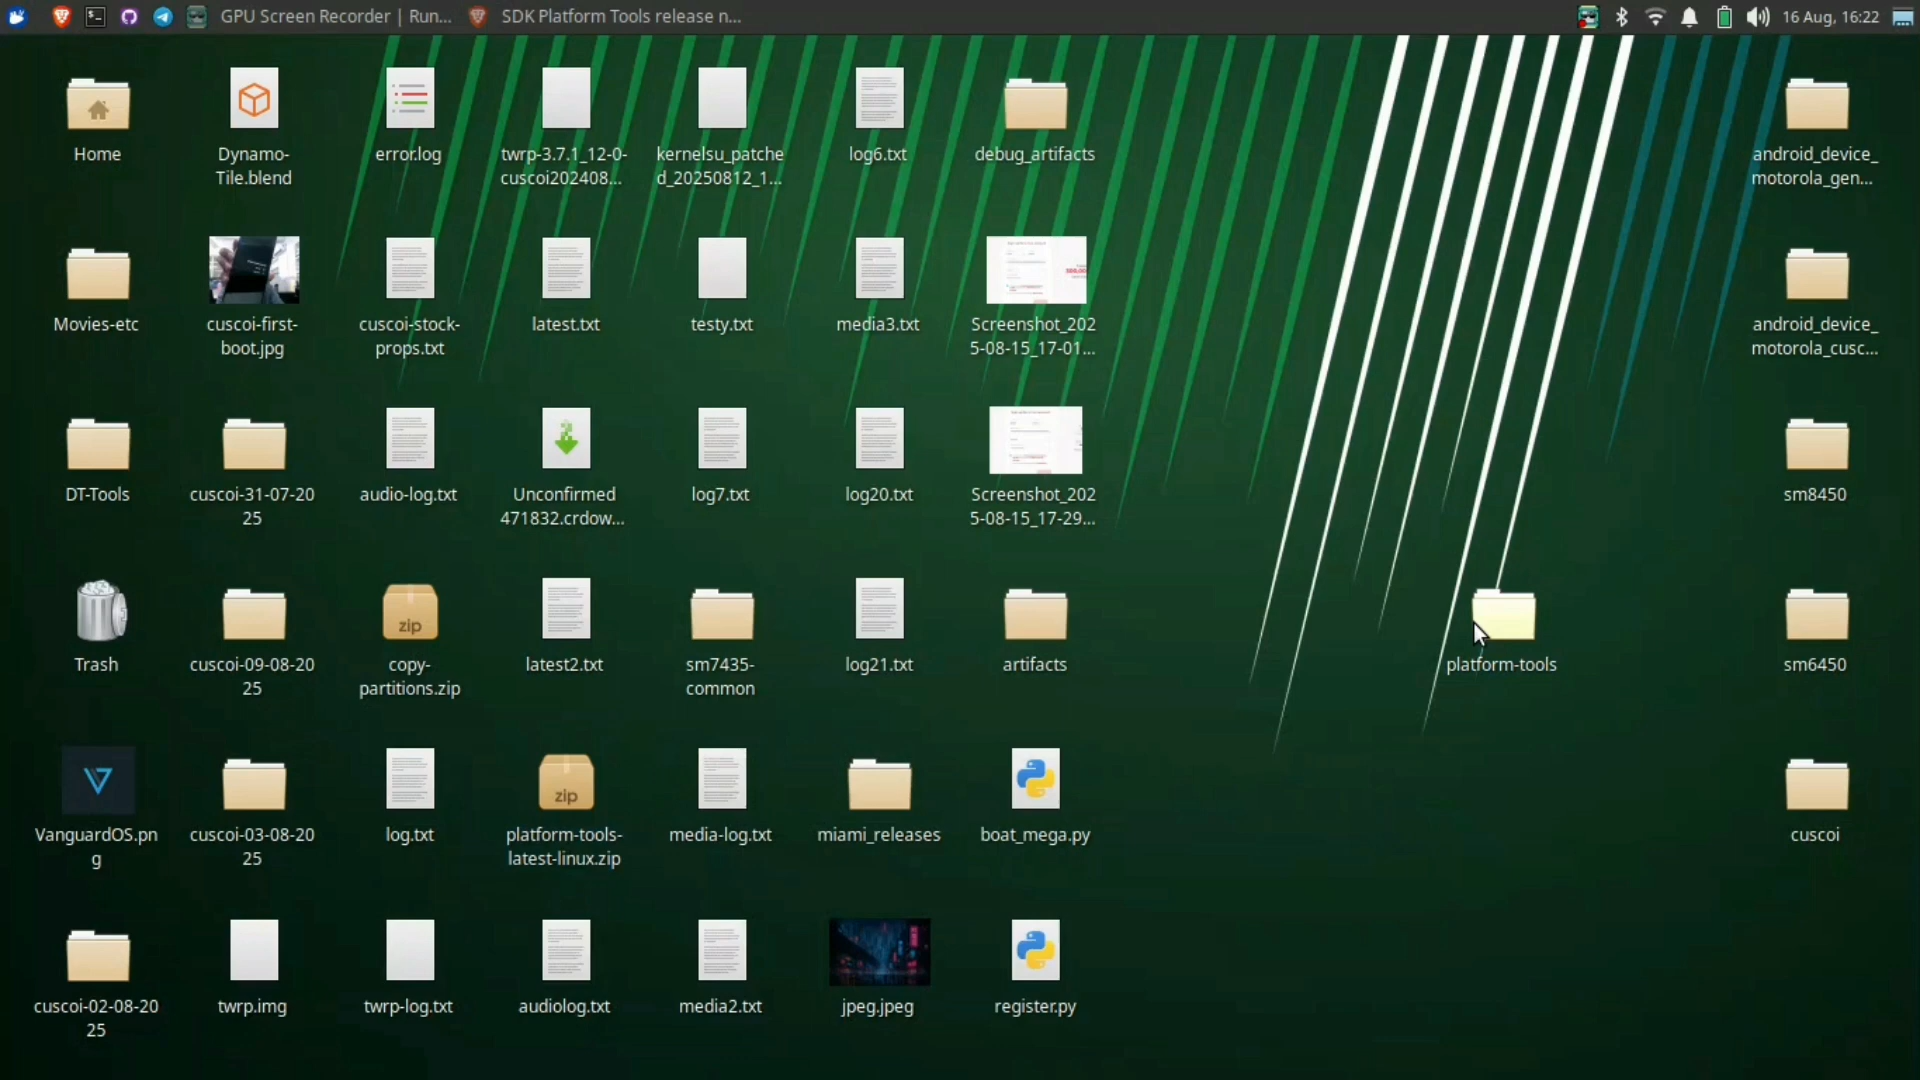 GPU Screen Recorder | Run...
SDK Platform Tools release n...
16 Aug, 16:22
Home
Dynamo-
Tile.blend
error.log
twrp-3.7.1_12-0-
cuscoi202408...
kernelsu_patche
d_20250812_1...
log6.txt
debug_artifacts
android_device_
motorola_gen...
Movies-etc
cuscoi-first-
boot.jpg
cuscoi-stock-
props.txt
latest.txt
testy.txt
media3.txt
Screenshot_202
5-08-15_17-01...
android_device_
motorola_cusc...
DT-Tools
cuscoi-31-07-20
25
audio-log.txt
Unconfirmed
471832.crdow...
log7.txt
log20.txt
Screenshot_202
5-08-15_17-29...
sm8450
Trash
cuscoi-09-08-20
25
zip
copy-
partitions.zip
latest2.txt
sm7435-
common
log21.txt
artifacts
platform-tools
sm6450
VanguardOS.pn
g
cuscoi-03-08-20
25
log.txt
zip
platform-tools-
latest-linux.zip
media-log.txt
miami_releases
boat_mega.py
cuscoi
cuscoi-02-08-20
25
twrp.img
twrp-log.txt
audiolog.txt
media2.txt
jpeg.jpeg
register.py